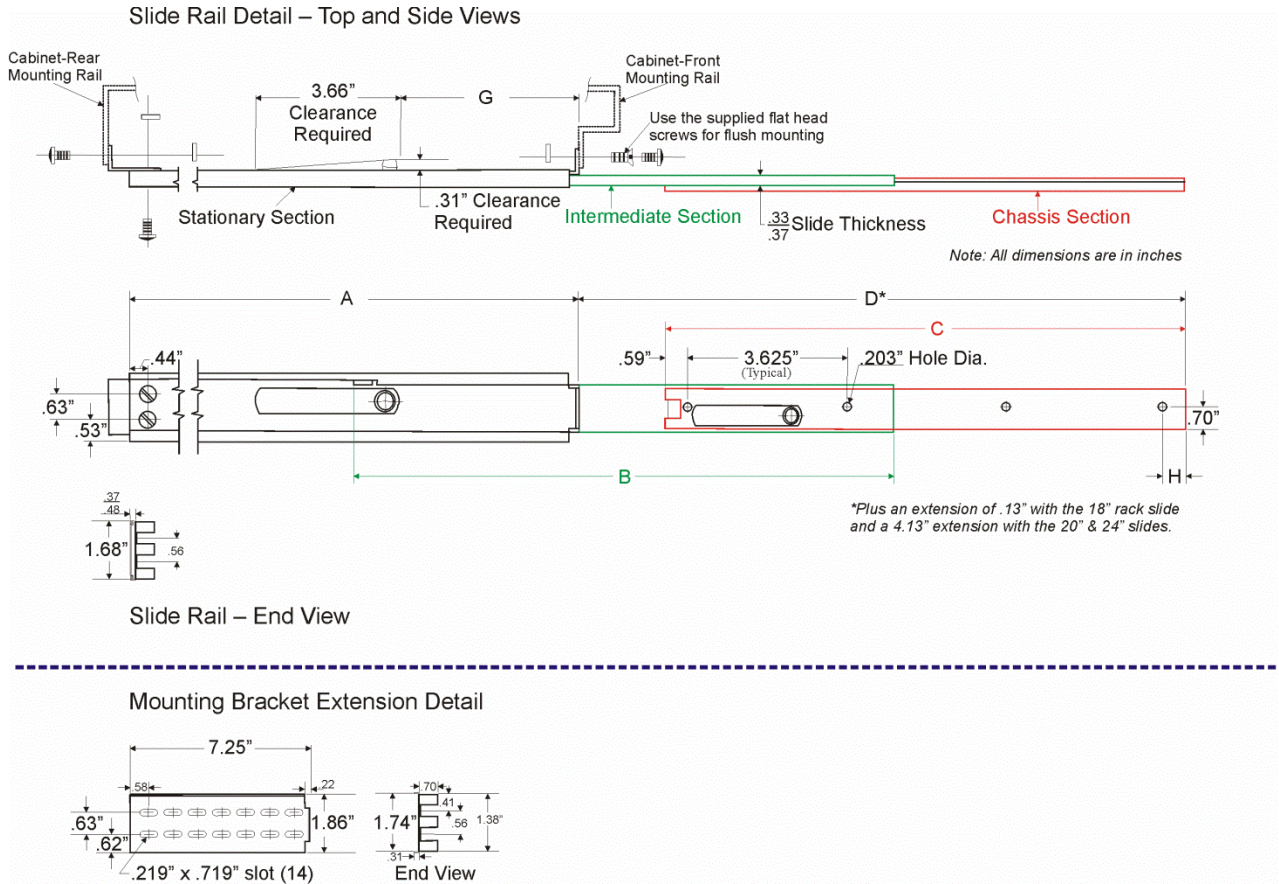 Slide Rail Detail – Top and Side Views
Cabinet-Rear
Mounting Rail
3.66”
Clearance
Required
G
Cabinet-Front
Mounting Rail
Use the supplied flat head
screws for flush mounting
Stationary Section
.31” Clearance
Required
Intermediate Section
.33
.37
Slide Thickness
Chassis Section
Note: All dimensions are in inches
A
D*
C
.44”
.59”
3.625”
(Typical)
.203” Hole Dia.
.63”
.53”
.70”
B
H
.37
.48
1.68”
.56
*Plus an extension of .13” with the 18” rack slide
and a 4.13” extension with the 20” & 24” slides.
Slide Rail – End View
Mounting Bracket Extension Detail
7.25”
.58
.22
.63”
.62”
1.86”
.219” x .719” slot (14)
.70
.41
1.74”
.56
1.38”
.31
End View